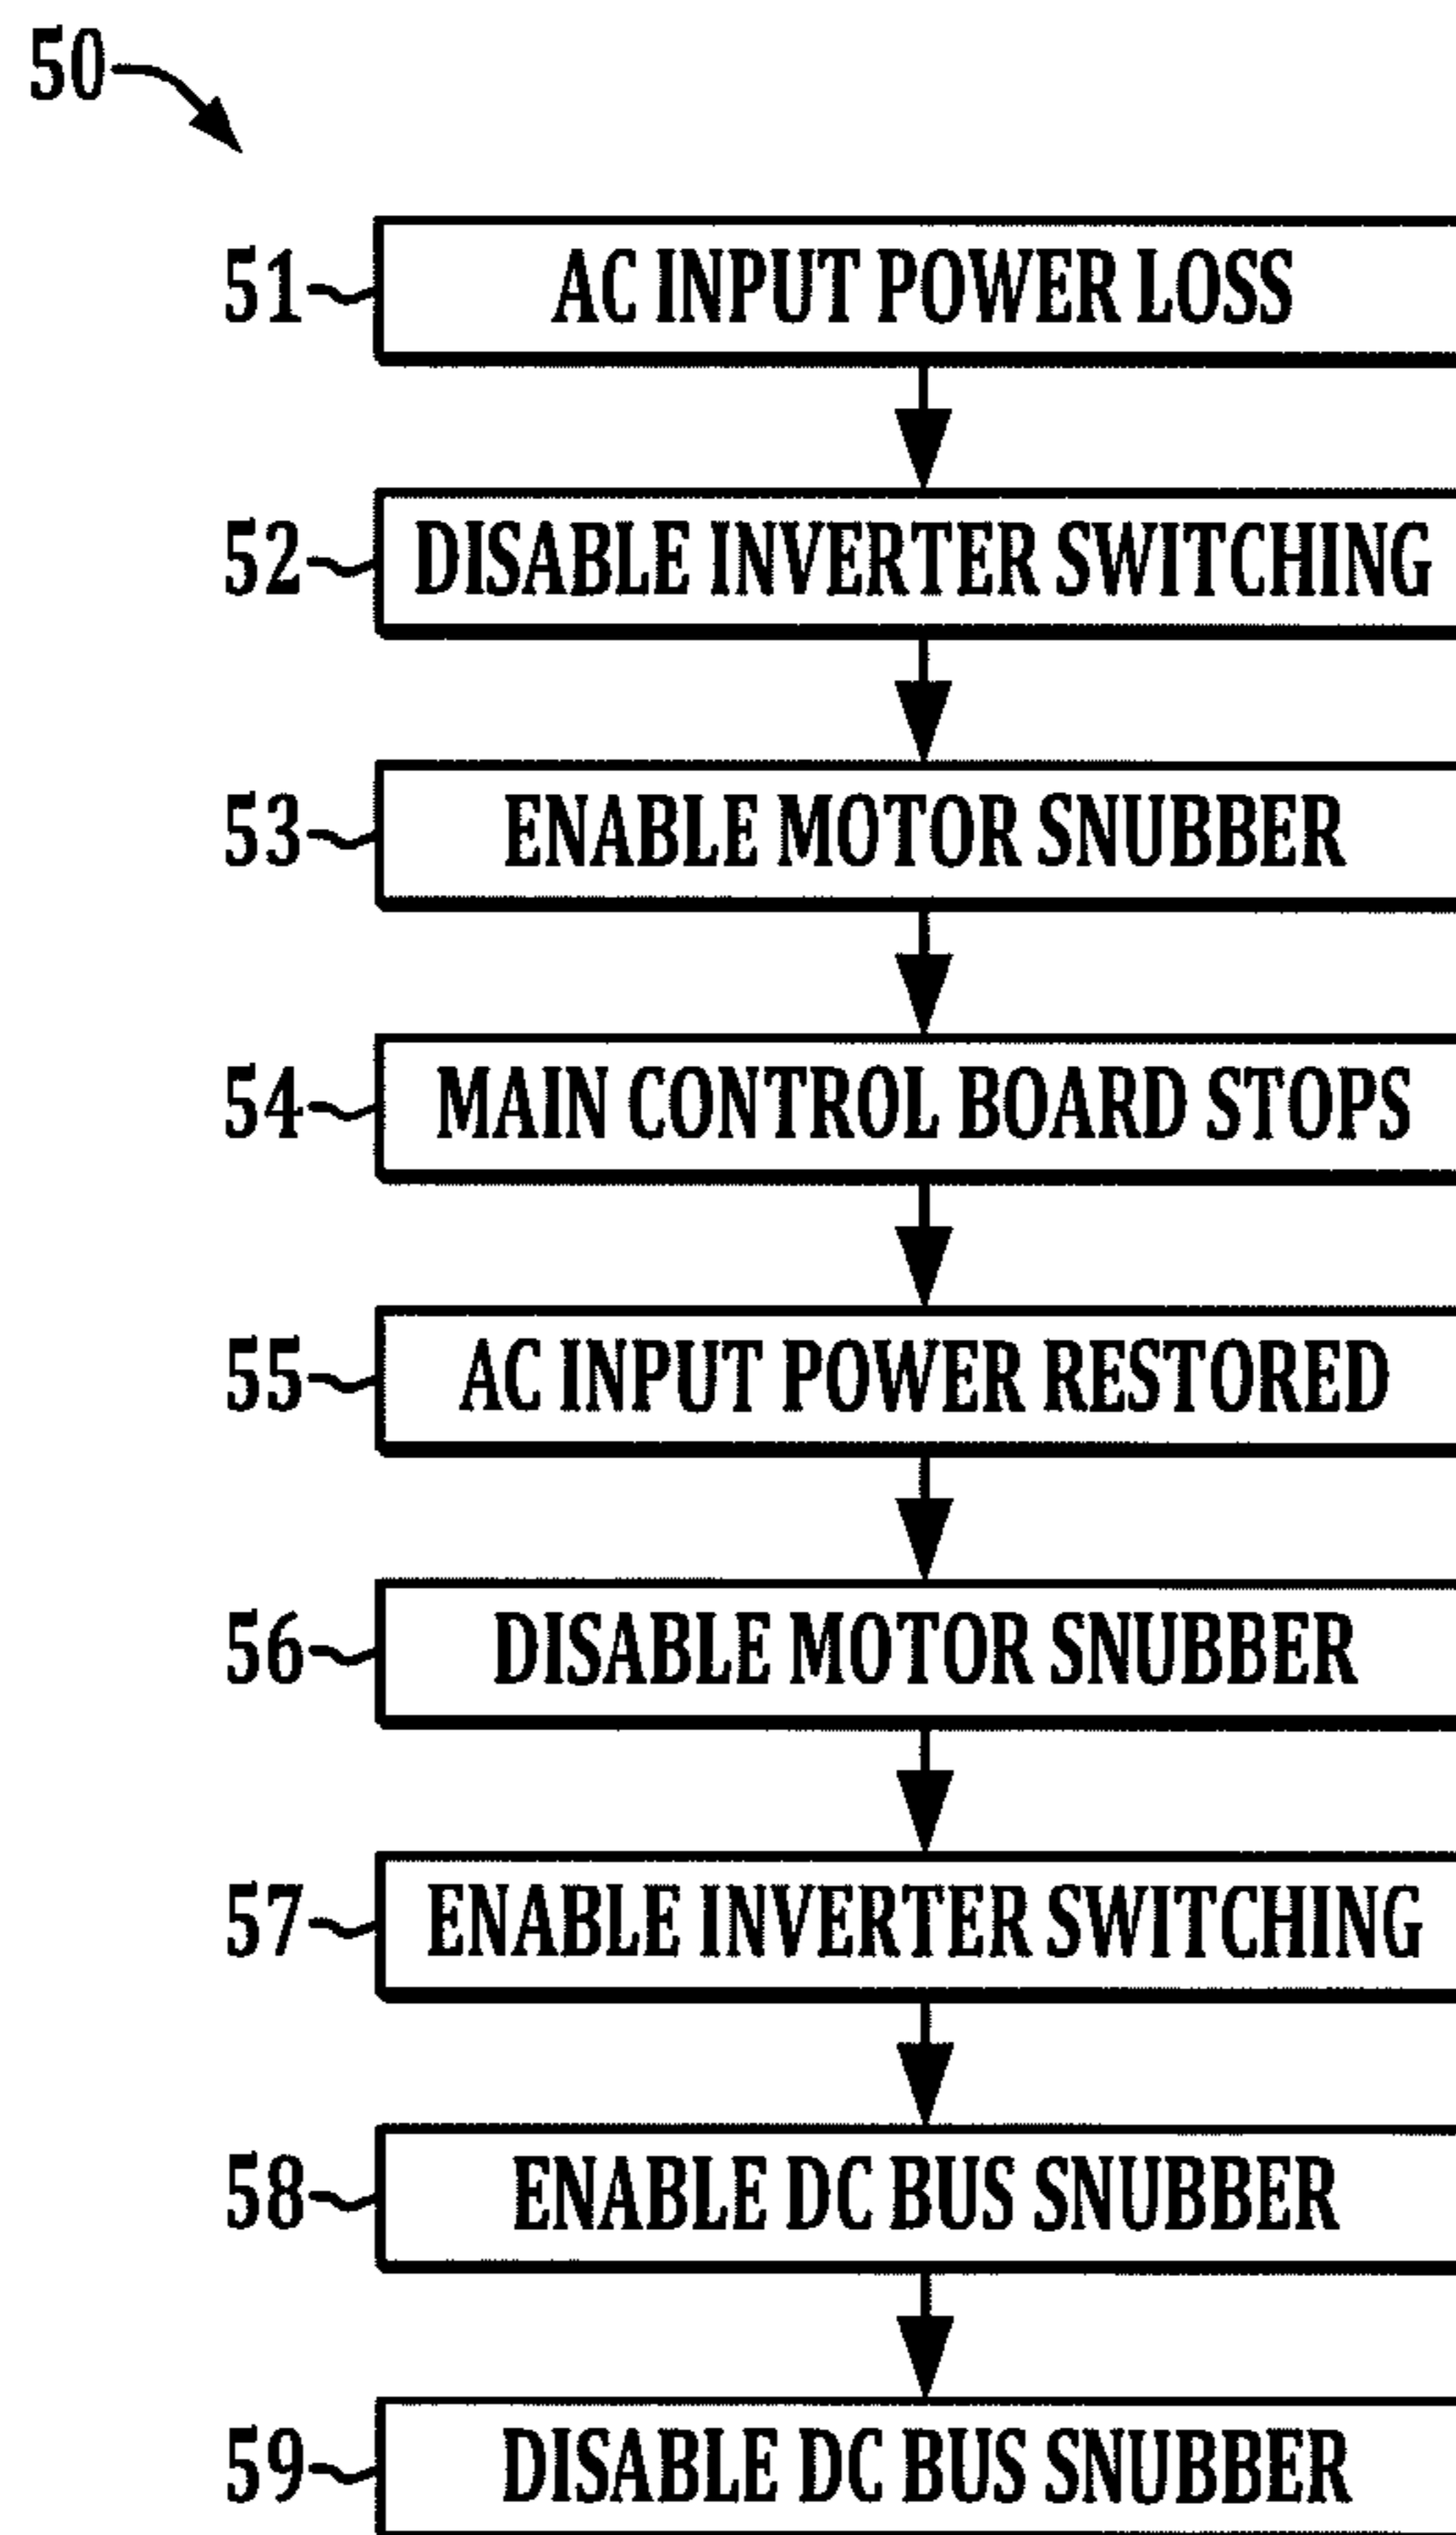 50
51 AC INPUT POWER LOSS
52 DISABLE INVERTER SWITCHING
53 ENABLE MOTOR SNUBBER
54 MAIN CONTROL BOARD STOPS
55 AC INPUT POWER RESTORED
56 DISABLE MOTOR SNUBBER
57 ENABLE INVERTER SWITCHING
58 ENABLE DC BUS SNUBBER
59 DISABLE DC BUS SNUBBER